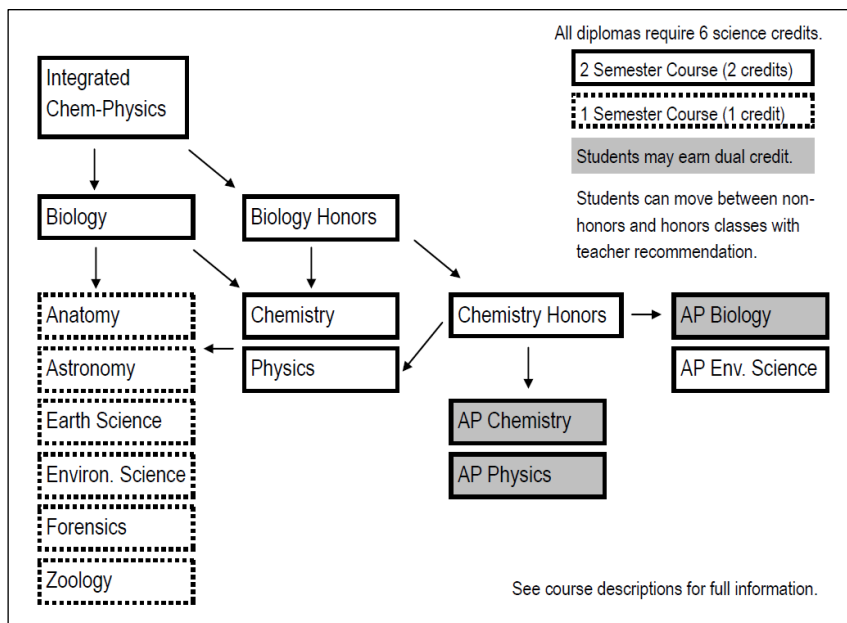 All diplomas require 6 science credits.
Integrated
Chem-Physics
2 Semester Course (2 credits)
1 Semester Course (1 credit)
Students may earn dual credit.
Students can move between non-
honors and honors classes with
teacher recommendation.
Biology
Biology Honors
Anatomy
Chemistry
Chemistry Honors
AP Biology
Astronomy
Physics
AP Env. Science
Earth Science
AP Chemistry
Environ. Science
AP Physics
Forensics
Zoology
See course descriptions for full information.